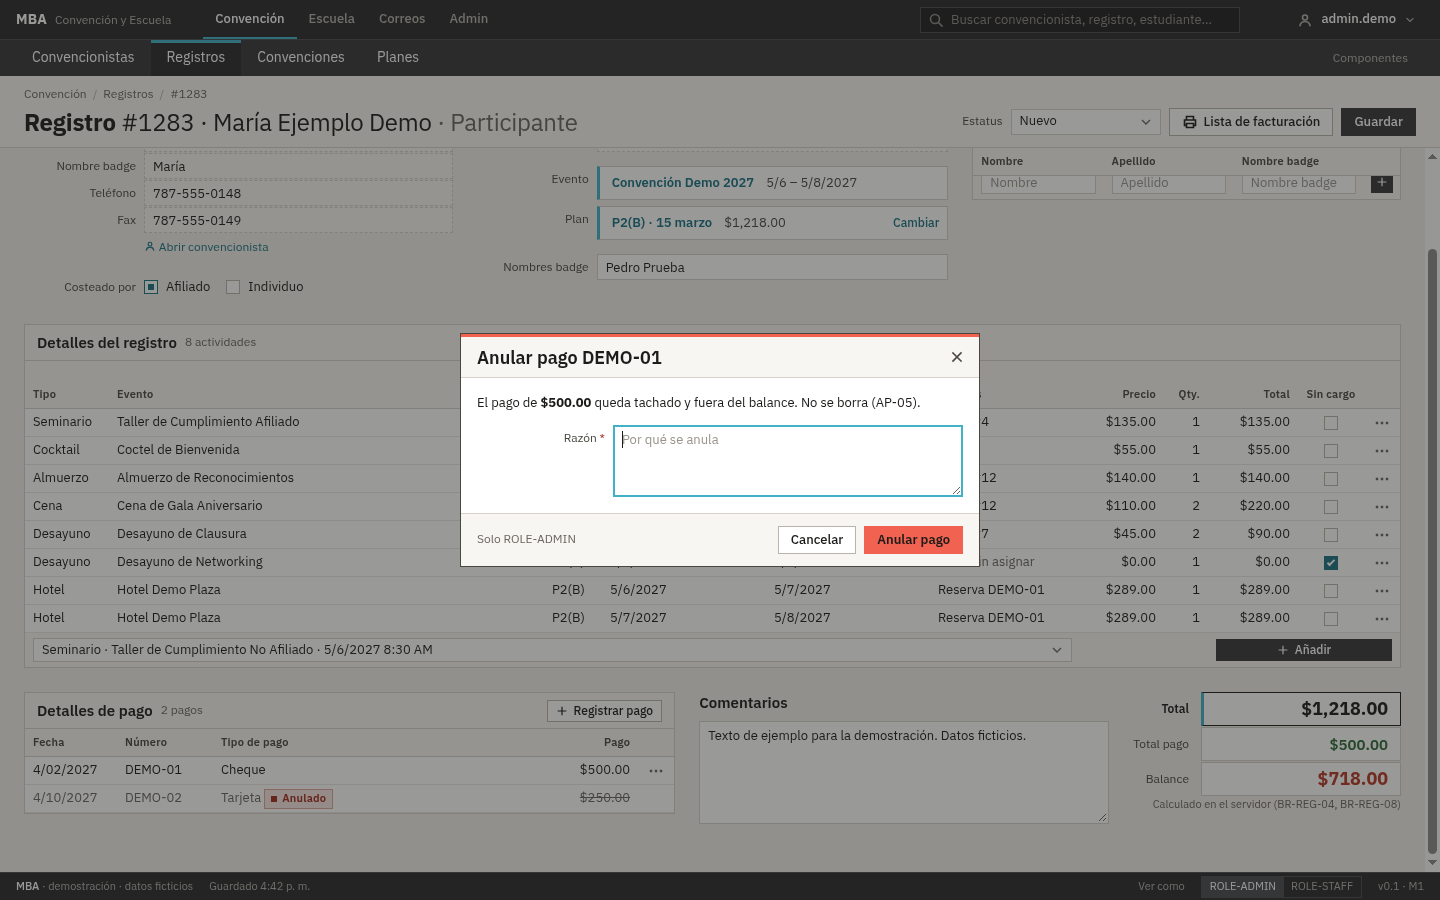 MBA Convención y Escuela Convención Escuela Correos Admin Buscar convencionista, registro, estudiante... admin.demo
Convencionistas Registros Convenciones Planes Componentes
Convención / Registros / #1283
Registro #1283 · María Ejemplo Demo · Participante Estatus Nuevo Lista de facturación Guardar
Nombre badge María
Teléfono 787-555-0148
Fax 787-555-0149
Abrir convencionista
Costeado por Afiliado Individuo
Evento Convención Demo 2027 5/6 – 5/8/2027
Plan P2(B) · 15 marzo $1,218.00 Cambiar
Nombres badge Pedro Prueba
Nombre Apellido Nombre badge
Nombre Apellido Nombre badge +
Detalles del registro 8 actividades
Tipo Evento Precio Qty. Total Sin cargo
Seminario Taller de Cumplimiento Afiliado 4 $135.00 1 $135.00
Cocktail Coctel de Bienvenida $55.00 1 $55.00
Almuerzo Almuerzo de Reconocimientos 12 $140.00 1 $140.00
Cena Cena de Gala Aniversario 12 $110.00 2 $220.00
Desayuno Desayuno de Clausura 7 $45.00 2 $90.00
Desayuno Desayuno de Networking asignar $0.00 1 $0.00
Hotel Hotel Demo Plaza P2(B) 5/6/2027 5/7/2027 Reserva DEMO-01 $289.00 1 $289.00
Hotel Hotel Demo Plaza P2(B) 5/7/2027 5/8/2027 Reserva DEMO-01 $289.00 1 $289.00
Seminario · Taller de Cumplimiento No Afiliado · 5/6/2027 8:30 AM + Añadir
Anular pago DEMO-01
El pago de $500.00 queda tachado y fuera del balance. No se borra (AP-05).
Razón * Por qué se anula
Solo ROLE-ADMIN Cancelar Anular pago
Detalles de pago 2 pagos + Registrar pago
Fecha Número Tipo de pago Pago
4/02/2027 DEMO-01 Cheque $500.00
4/10/2027 DEMO-02 Tarjeta Anulado $250.00
Comentarios
Texto de ejemplo para la demostración. Datos ficticios.
Total $1,218.00
Total pago $500.00
Balance $718.00
Calculado en el servidor (BR-REG-04, BR-REG-08)
MBA · demostración · datos ficticios Guardado 4:42 p. m. Ver como ROLE-ADMIN ROLE-STAFF v0.1 · M1